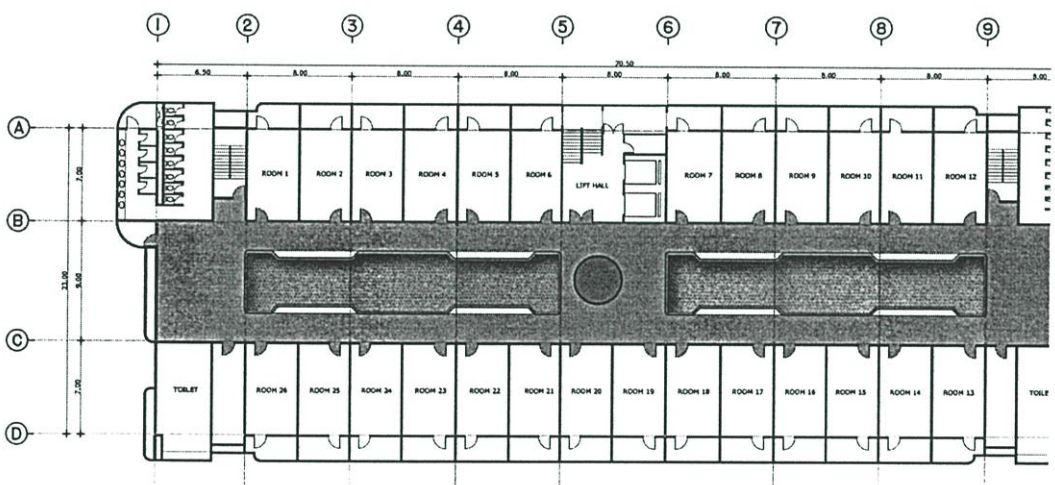 1 2 3 4 5 6 7 8 9
70.50
6.50 8.00 8.00 8.00 8.00 8.00 8.00 8.00 8.00
A
ROOM 1 ROOM 2 ROOM 3 ROOM 4 ROOM 5 ROOM 6 LIFT HALL ROOM 7 ROOM 8 ROOM 9 ROOM 10 ROOM 11 ROOM 12
7.00
B
23.00 9.00
C
7.00
TOILET ROOM 26 ROOM 25 ROOM 24 ROOM 23 ROOM 22 ROOM 21 ROOM 20 ROOM 19 ROOM 18 ROOM 17 ROOM 16 ROOM 15 ROOM 14 ROOM 13 TOILE
D